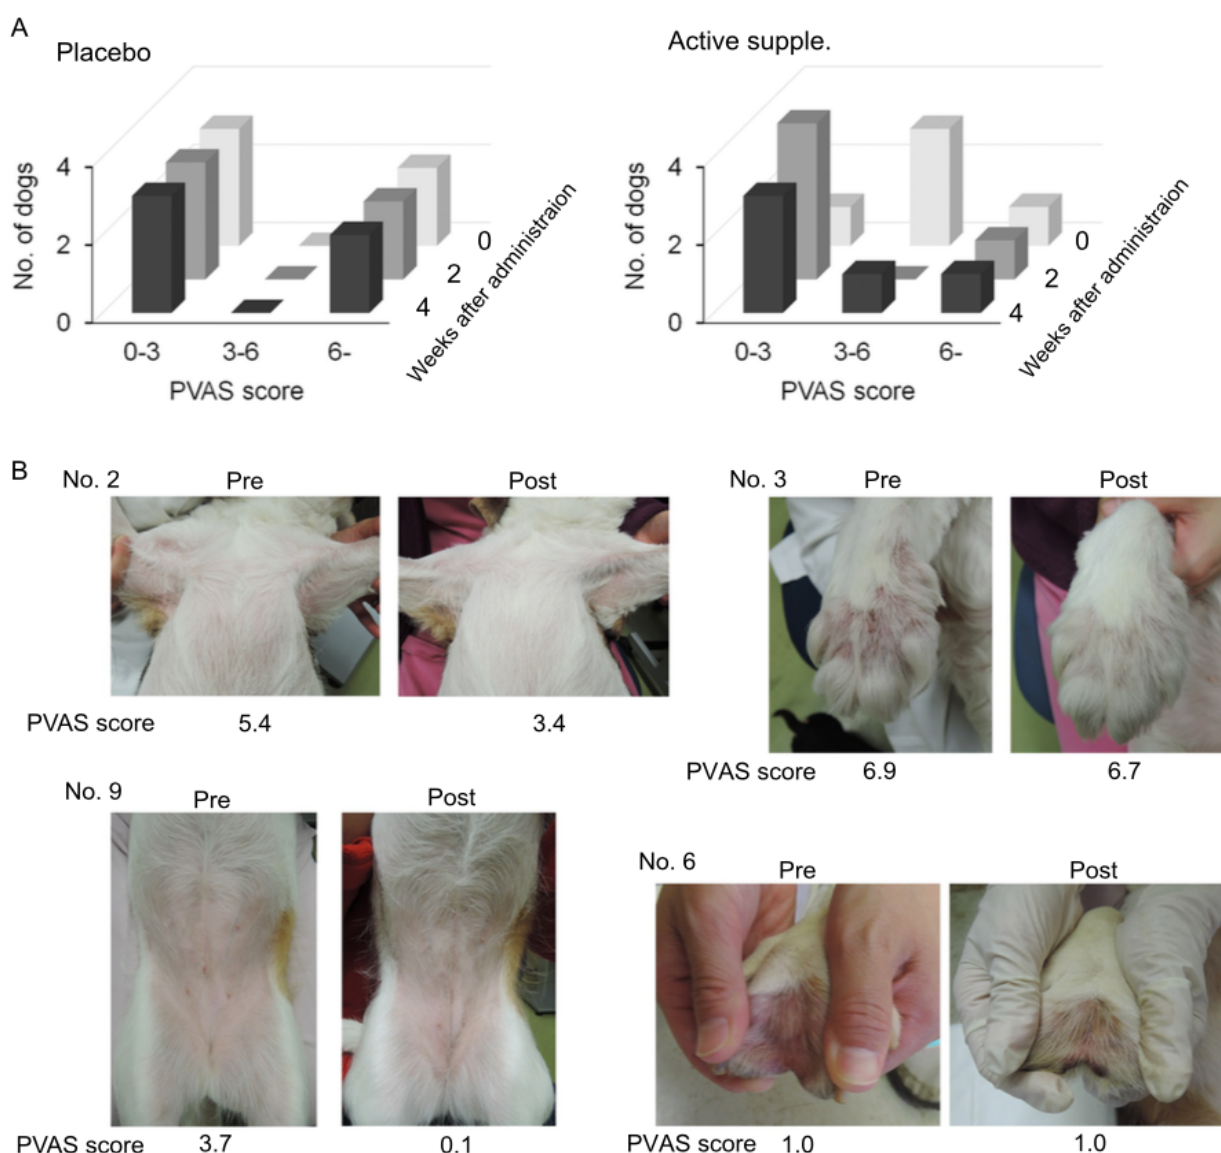 A
Placebo
Active supple.
No. of dogs
4
2
0
0-3 3-6 6-
PVAS score
0
2
4
Weeks after administraion
No. of dogs
4
2
0
0-3 3-6 6-
PVAS score
0
2
4
Weeks after administraion
B
No. 2 Pre Post
PVAS score 5.4 3.4
No. 3 Pre Post
PVAS score 6.9 6.7
No. 9 Pre Post
PVAS score 3.7 0.1
No. 6 Pre Post
PVAS score 1.0 1.0